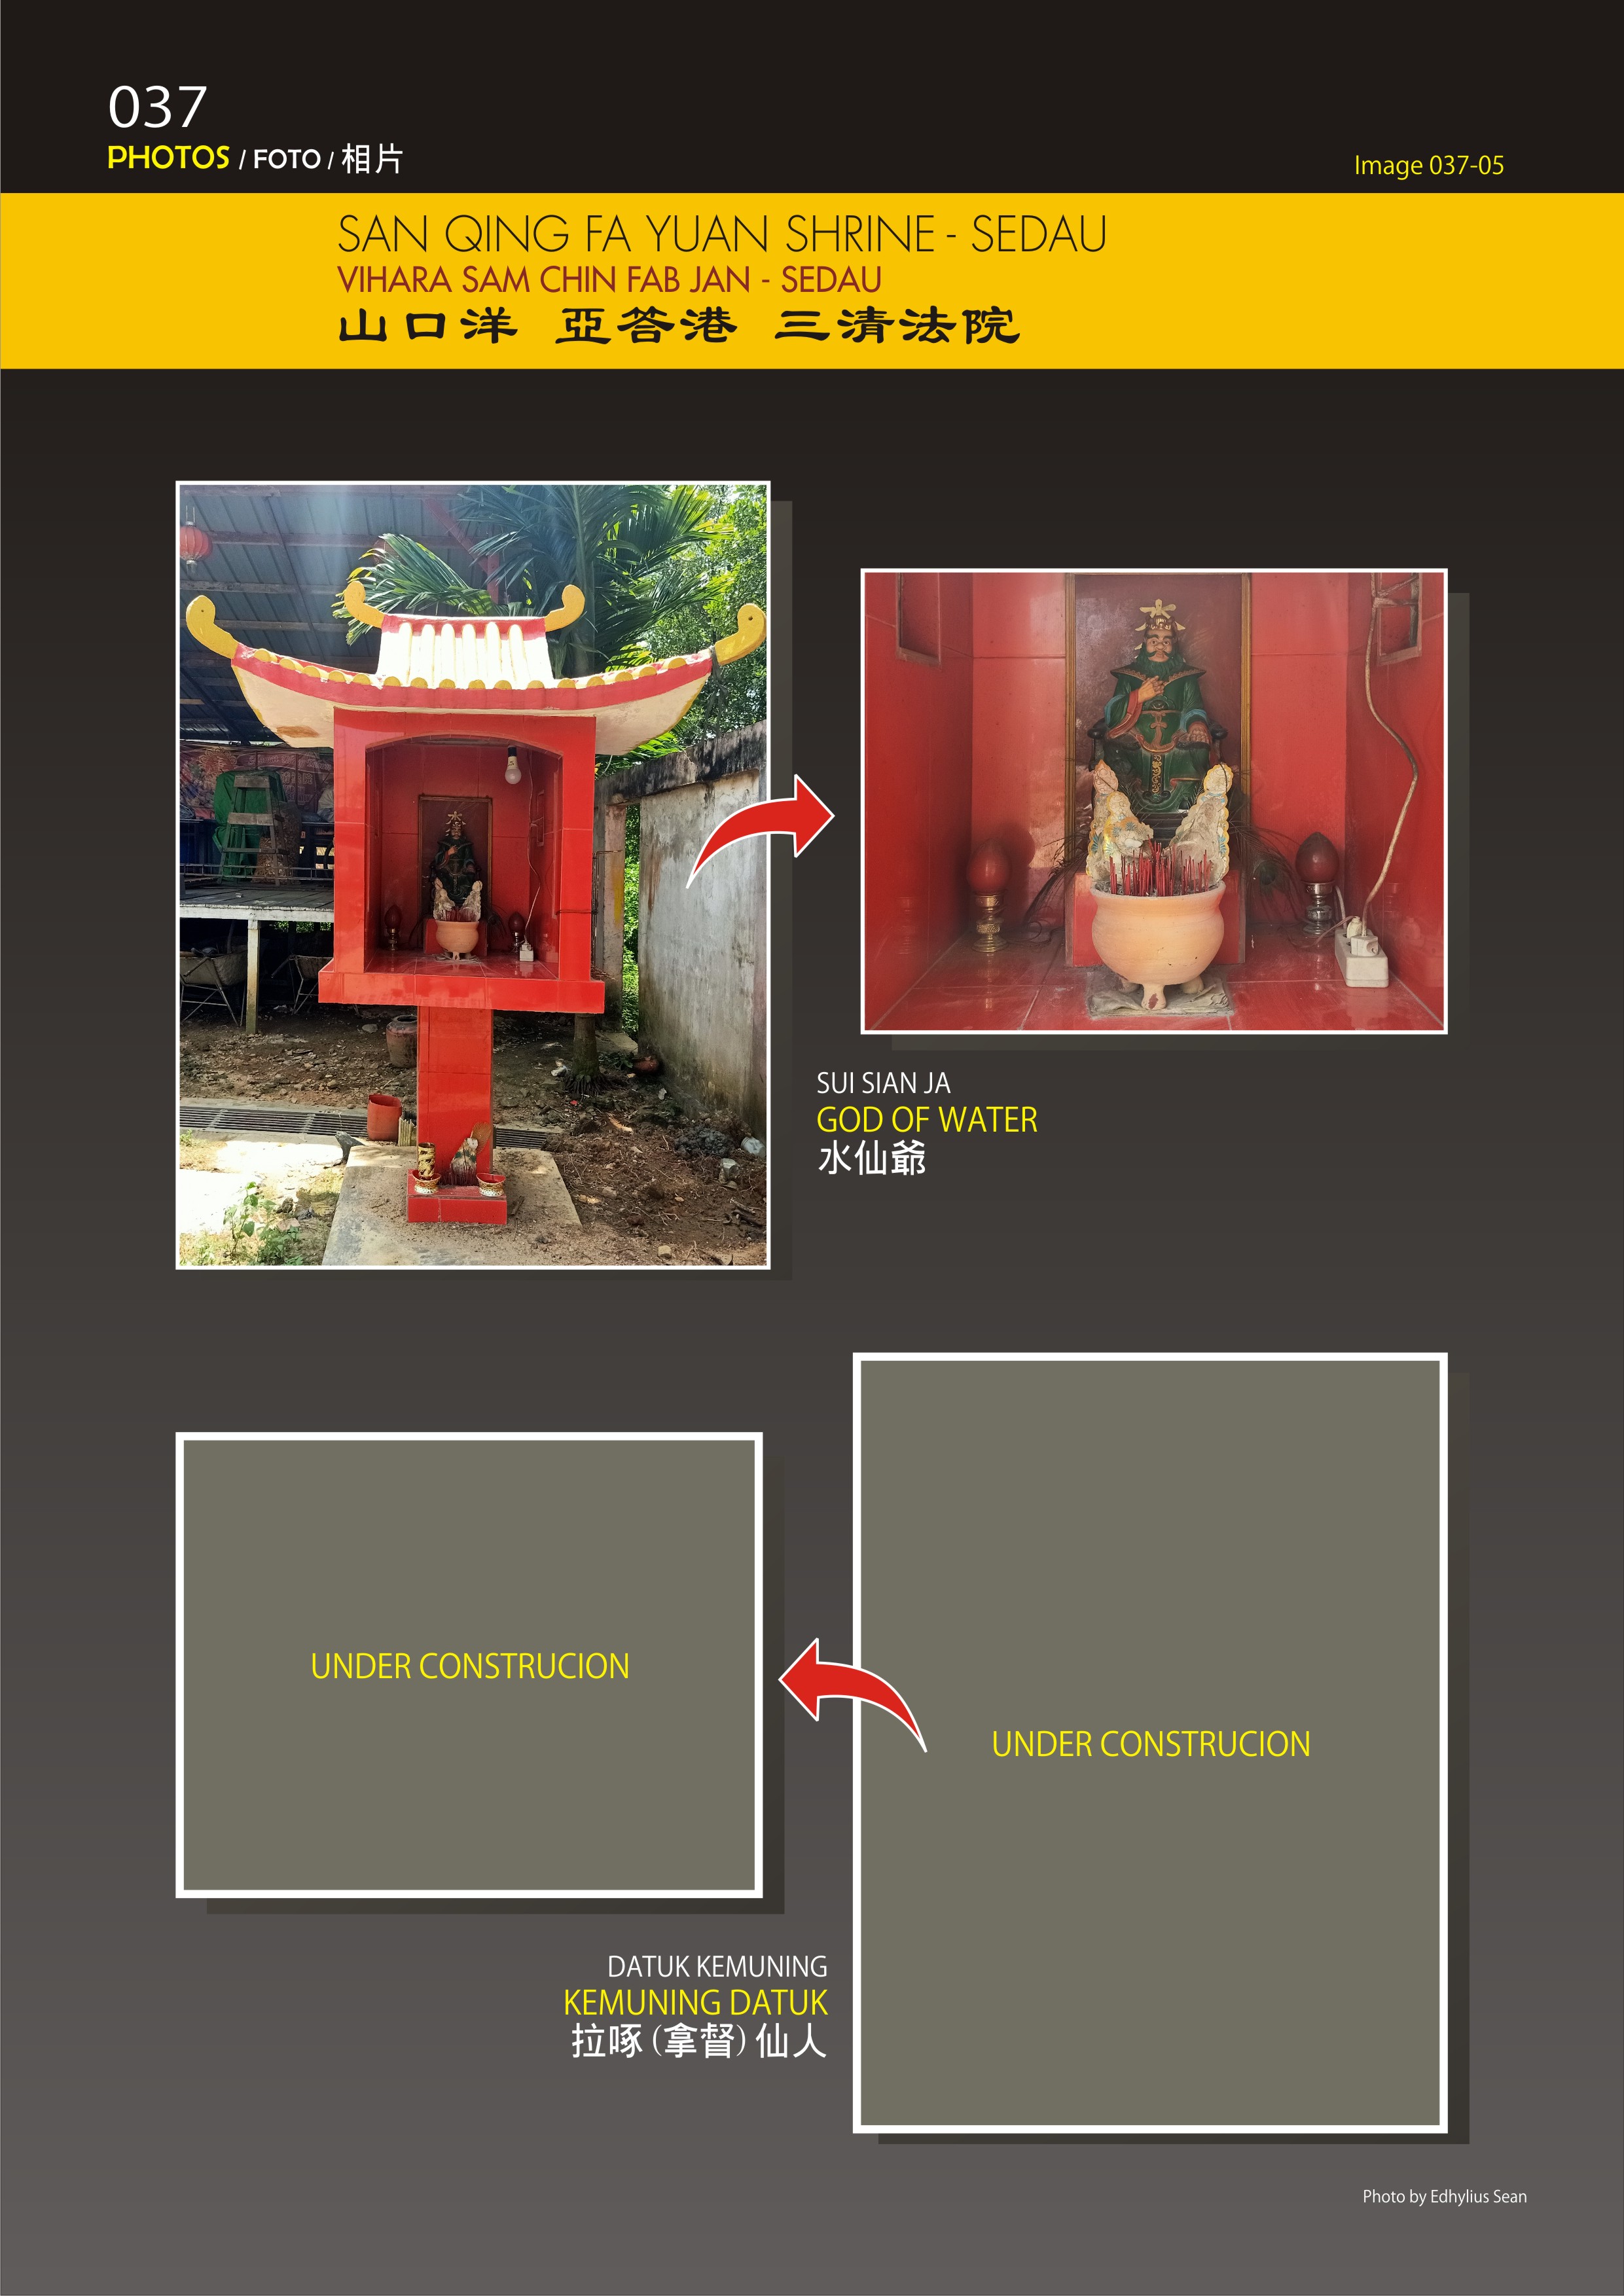 037
PHOTOS / FOTO / 相片
Image 037-05
SAN QING FA YUAN SHRINE - SEDAU
VIHARA SAM CHIN FAB JAN - SEDAU
山口洋 亞答港 三清法院
SUI SIAN JA
GOD OF WATER
水仙爺
UNDER CONSTRUCION
UNDER CONSTRUCION
DATUK KEMUNING
KEMUNING DATUK
拉啄(拿督)仙人
Photo by Edhylius Sean